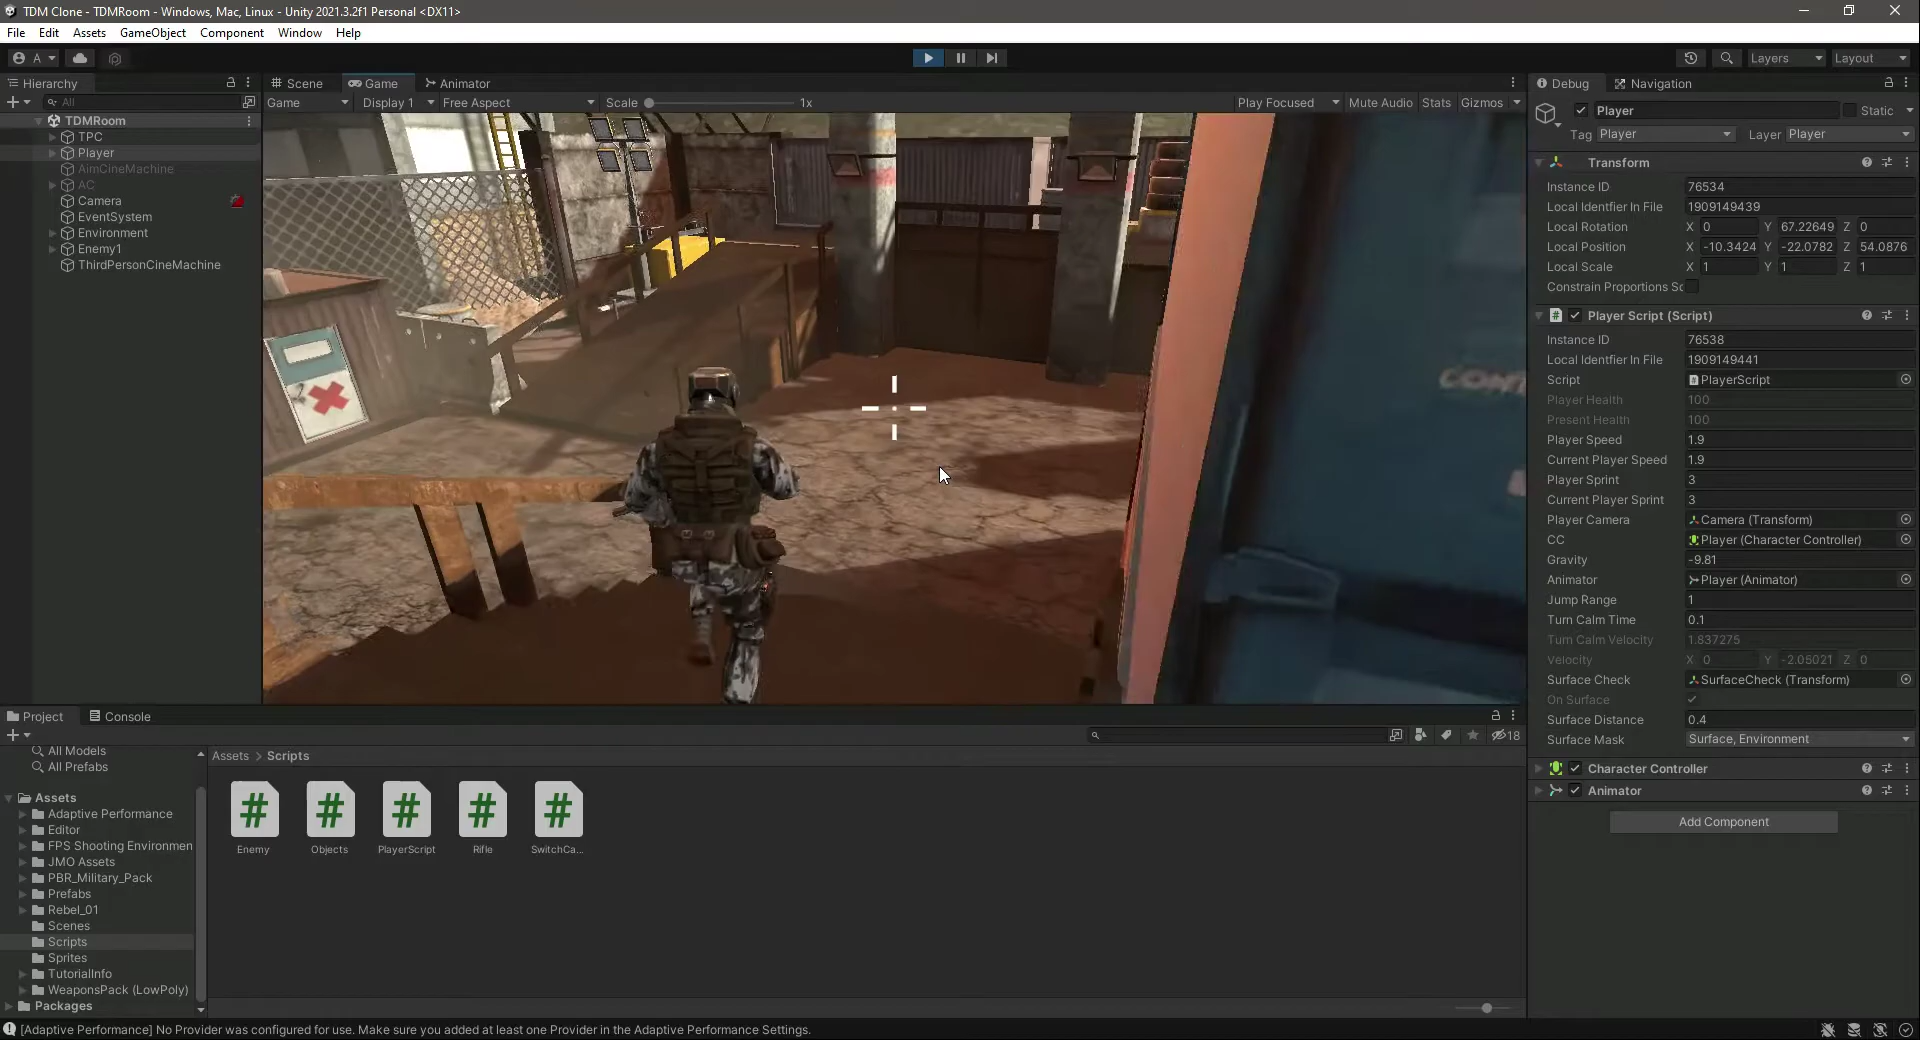 TDM Clone - TDMRoom - Windows, Mac, Linux - Unity 2021.3.2f1 Personal <DX11>
File Edit Assets GameObject Component Window Help
A Layers Layout
Hierarchy
All
TDMRoom
TPC
Player
AimCineMachine
AC
Camera
EventSystem
Environment
Enemy1
ThirdPersonCineMachine
Scene Game Animator
Game Display 1 Free Aspect Scale 1x Play Focused Mute Audio Stats Gizmos
Debug Navigation
Player Static
Tag Player Layer Player
Transform
Instance ID 76534
Local Identfier In File 1909149439
Local Rotation X 0 Y 67.22649 Z 0
Local Position X -10.3424 Y -22.0782 Z 54.0876
Local Scale X 1 Y 1 Z 1
Constrain Proportions Sc
Player Script (Script)
Instance ID 76538
Local Identfier In File 1909149441
Script PlayerScript
Player Health 100
Present Health 100
Player Speed 1.9
Current Player Speed 1.9
Player Sprint 3
Current Player Sprint 3
Player Camera Camera (Transform)
CC Player (Character Controller)
Gravity -9.81
Animator Player (Animator)
Jump Range 1
Turn Calm Time 0.1
Turn Calm Velocity 1.837275
Velocity X 0 Y -2.05021 Z 0
Surface Check SurfaceCheck (Transform)
On Surface
Surface Distance 0.4
Surface Mask Surface, Environment
Character Controller
Animator
Add Component
Project Console
18
All Models
All Prefabs
Assets
Adaptive Performance
Editor
FPS Shooting Environmen
JMO Assets
PBR_Military_Pack
Prefabs
Rebel_01
Scenes
Scripts
Sprites
TutorialInfo
WeaponsPack (LowPoly)
Packages
Assets > Scripts
# # # # #
Enemy Objects PlayerScript Rifle SwitchCa...
[Adaptive Performance] No Provider was configured for use. Make sure you added at least one Provider in the Adaptive Performance Settings.